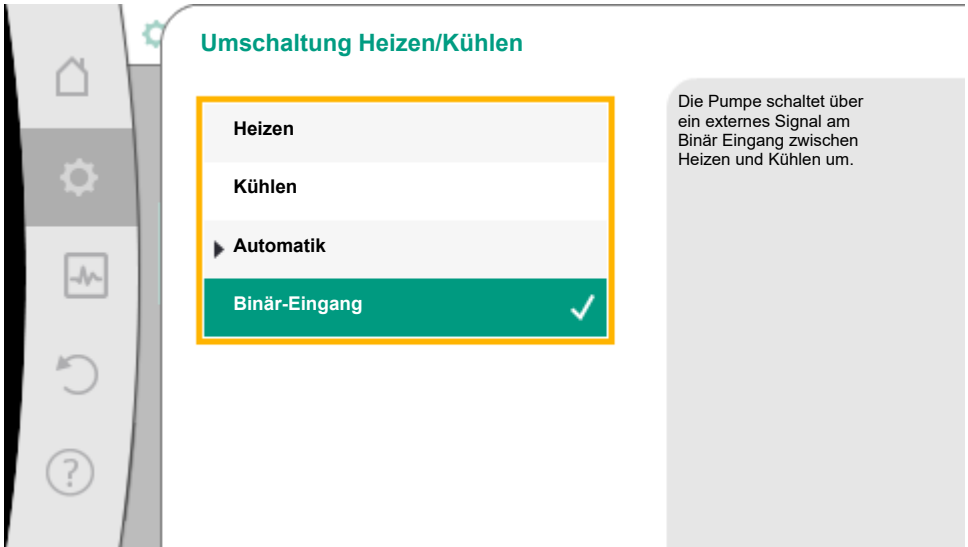 Umschaltung Heizen/Kühlen
Heizen
Kühlen
Automatik
Binär-Eingang
Die Pumpe schaltet über
ein externes Signal am
Binär Eingang zwischen
Heizen und Kühlen um.
?